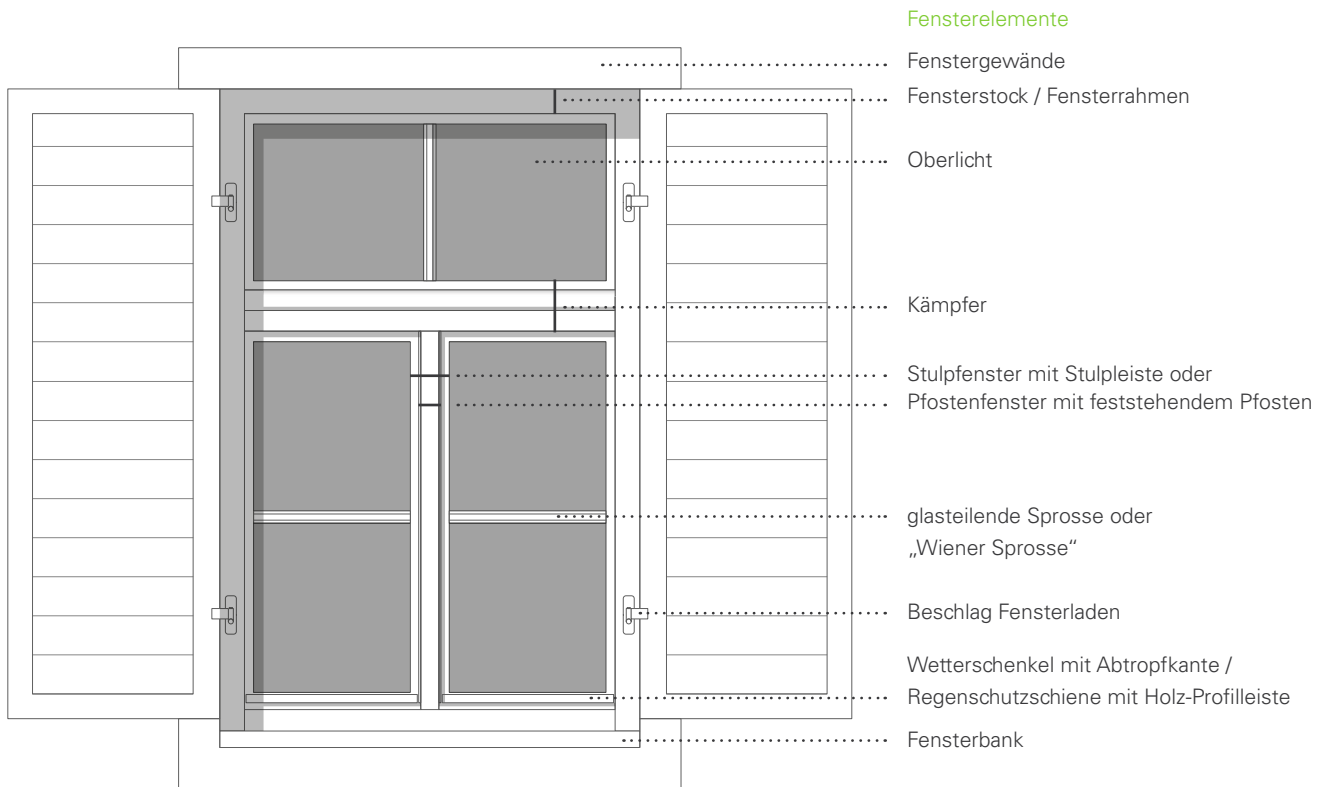 Fensterelemente
Fenstergewände
Fensterstock / Fensterrahmen
Oberlicht
Kämpfer
Stulpfenster mit Stulpleiste oder
Pfostenfenster mit feststehendem Pfosten
glasteilende Sprosse oder
„Wiener Sprosse“
Beschlag Fensterladen
Wetterschenkel mit Abtropfkante /
Regenschutzschiene mit Holz-Profilleiste
Fensterbank